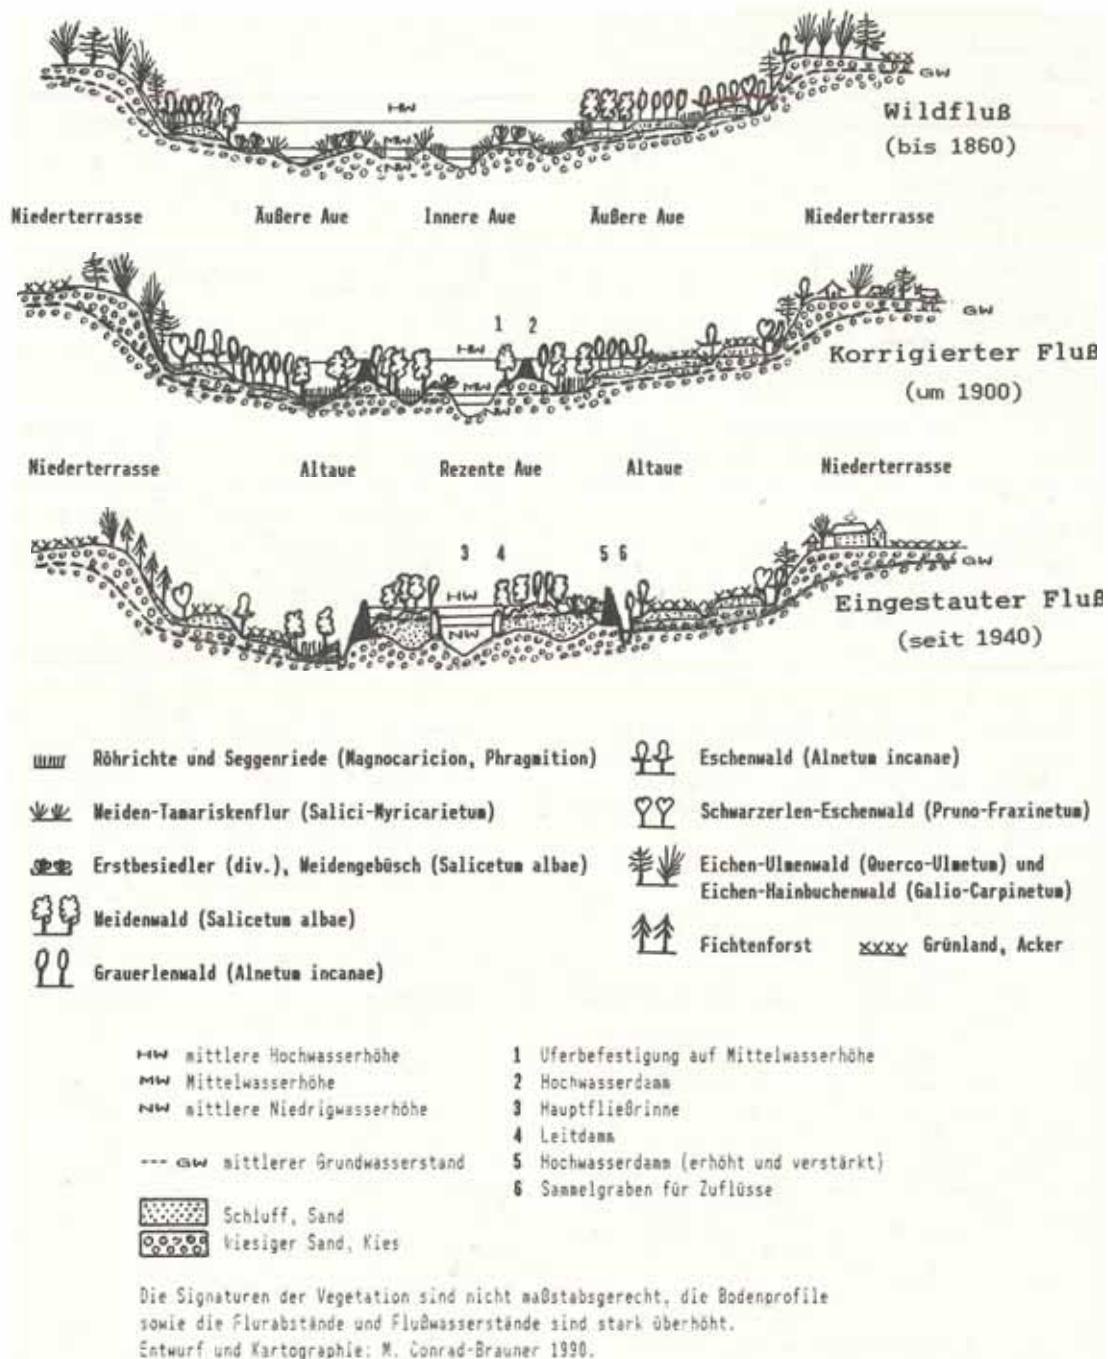 HW
GW
Wildfluß
(bis 1860)
MW
NW
Niederterrasse Äußere Aue Innere Aue Äußere Aue Niederterrasse
1 2
HW
GW
Korrigierter Fluß
MW
(um 1900)
NW
Niederterrasse Altaue Rezente Aue Altaue Niederterrasse
3 4 5 6
HW
GW
Eingestauter Fluß
NW
(seit 1940)
Röhrichte und Seggenriede (Magnocaricion, Phragmition)
Weiden-Tamariskenflur (Salici-Myricarietum)
Erstbesiedler (div.), Weidengebüsch (Salicetum albae)
Weidenwald (Salicetum albae)
Grauerlenwald (Alnetum incanae)
Eschenwald (Alnetum incanae)
Schwarzerlen-Eschenwald (Pruno-Fraxinetum)
Eichen-Ulmenwald (Querco-Ulmetum) und
Eichen-Hainbuchenwald (Galio-Carpinetum)
Fichtenforst xxxx Grünland, Acker
HW mittlere Hochwasserhöhe
MW Mittelwasserhöhe
NW mittlere Niedrigwasserhöhe
--- GW mittlerer Grundwasserstand
Schluff, Sand
kiesiger Sand, Kies
1 Uferbefestigung auf Mittelwasserhöhe
2 Hochwasserdamm
3 Hauptfließrinne
4 Leitdamm
5 Hochwasserdamm (erhöht und verstärkt)
6 Sammelgraben für Zuflüsse
Die Signaturen der Vegetation sind nicht maßstabsgerecht, die Bodenprofile
sowie die Flurabstände und Flußwasserstände sind stark überhöht.
Entwurf und Kartographie: M. Conrad-Brauner 1990.